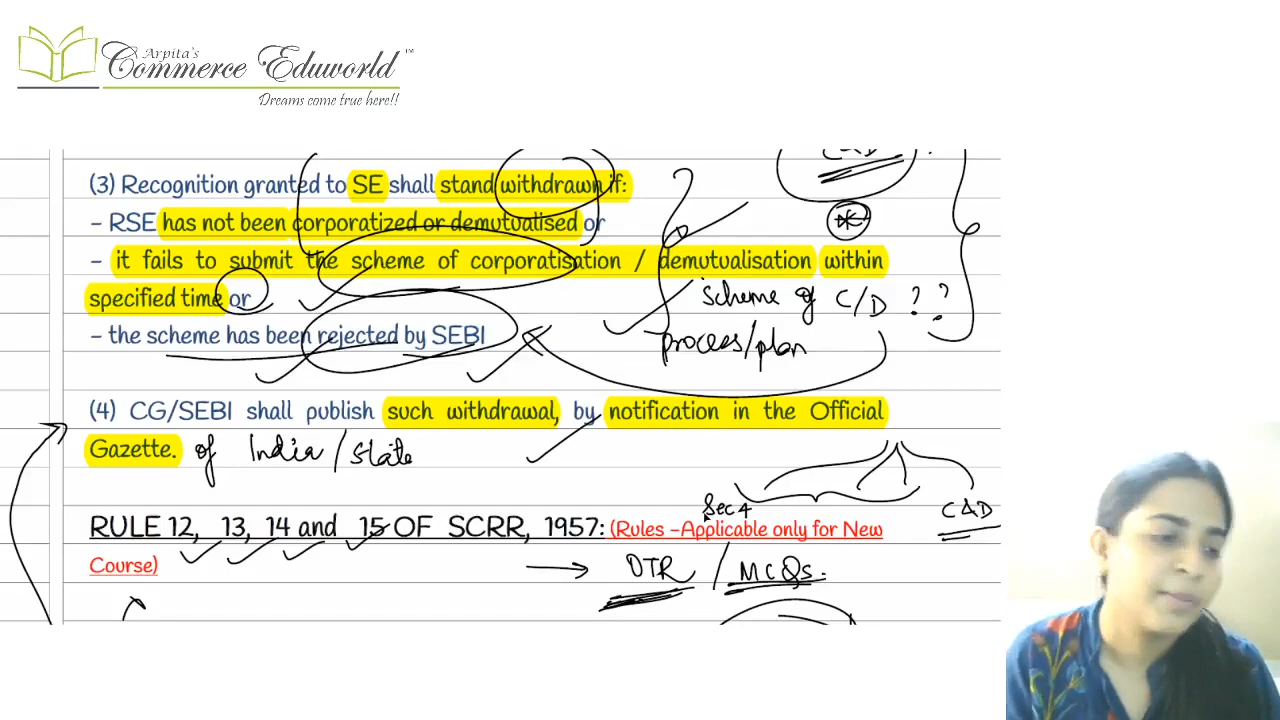 Arpita's
Commerce Eduworld™
Dreams come true here!!
(3) Recognition granted to SE shall stand withdrawn if:
– RSE has not been corporatized or demutualised or
– it fails to submit the scheme of corporatisation / demutualisation within
specified time or
scheme of C/D ??
– the scheme has been rejected by SEBI
process/plan
(4) CG/SEBI shall publish such withdrawal, by notification in the Official
Gazette. of India/State
Sec 4
C&D
RULE 12, 13, 14 and 15 OF SCRR, 1957: (Rules –Applicable only for New
Course)
DTR / MCQs.